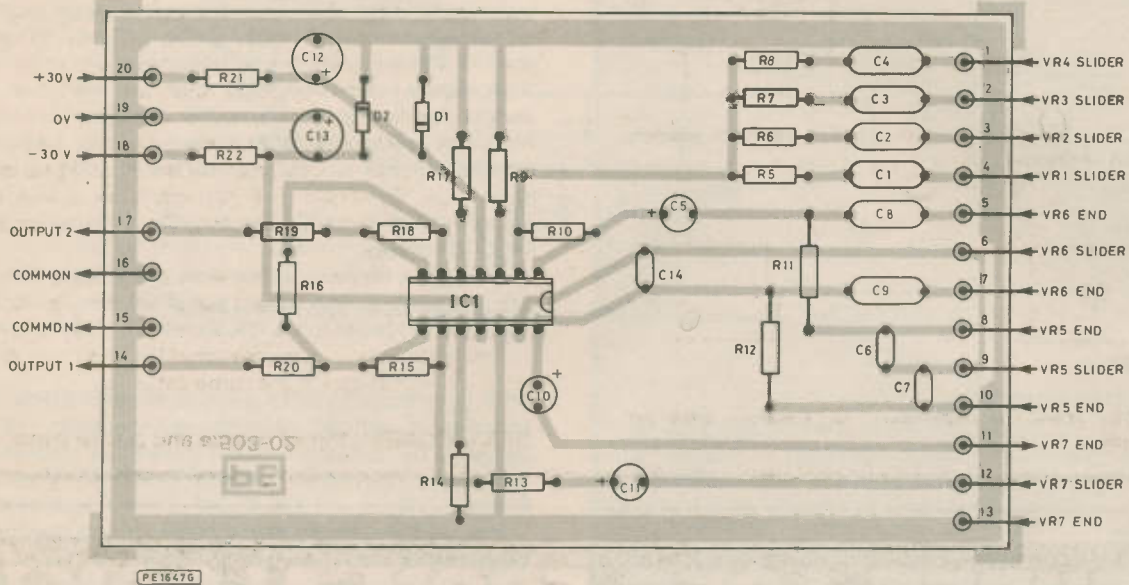 +30V
20
0V
19
-30V
18
OUTPUT 2
17
COMMON
16
COMMON
15
OUTPUT 1
14
R21
C12
+
R22
C13
+
D2
D1
R17
R9
R8
C4
R7
C3
R6
C2
R5
C1
1
VR4 SLIDER
2
VR3 SLIDER
3
VR2 SLIDER
4
VR1 SLIDER
R19
R18
R10
+
C5
C8
5
VR6 END
R16
IC1
C14
R11
6
VR6 SLIDER
C9
7
VR6 END
8
VR5 END
R20
R15
R12
C6
9
VR5 SLIDER
C10
+
C7
10
VR5 END
11
VR7 END
R14
R13
+
C11
12
VR7 SLIDER
13
VR7 END
PE
PE1647G